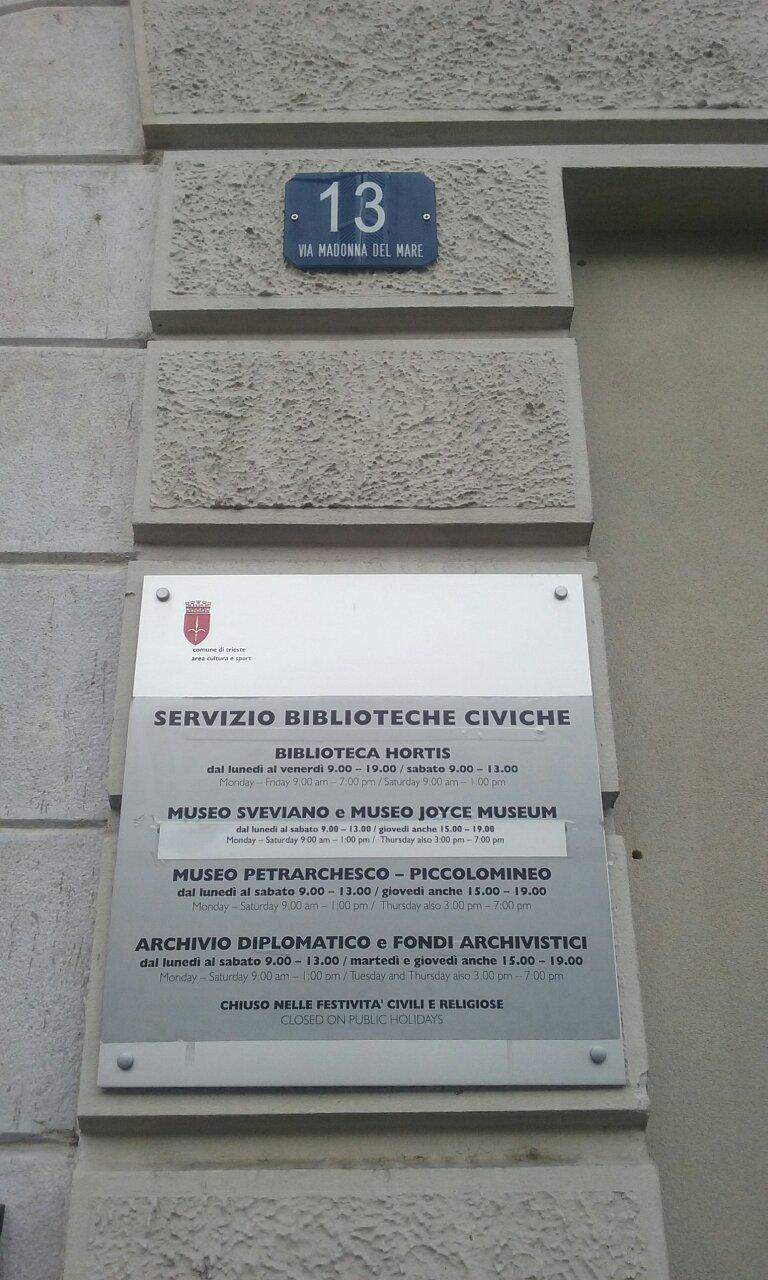 13
VIA MADONNA DEL MARE
comune di trieste
area cultura e sport
SERVIZIO BIBLIOTECHE CIVICHE
BIBLIOTECA HORTIS
dal lunedì al venerdì 9.00 – 19.00 / sabato 9.00 – 13.00
Monday – Friday 9:00 am – 7:00 pm / Saturday 9:00 am – 1:00 pm
MUSEO SVEVIANO e MUSEO JOYCE MUSEUM
dal lunedì al sabato 9.00 – 13.00 / giovedì anche 15.00 – 19.00
Monday – Saturday 9:00 am – 1:00 pm / Thursday also 3:00 pm – 7:00 pm
MUSEO PETRARCHESCO – PICCOLOMINEO
dal lunedì al sabato 9.00 – 13.00 / giovedì anche 15.00 – 19.00
Monday – Saturday 9:00 am – 1:00 pm / Thursday also 3:00 pm – 7:00 pm
ARCHIVIO DIPLOMATICO e FONDI ARCHIVISTICI
dal lunedì al sabato 9.00 – 13.00 / martedì e giovedì anche 15.00 – 19.00
Monday – Saturday 9:00 am – 1:00 pm / Tuesday and Thursday also 3:00 pm – 7:00 pm
CHIUSO NELLE FESTIVITA' CIVILI E RELIGIOSE
CLOSED ON PUBLIC HOLIDAYS